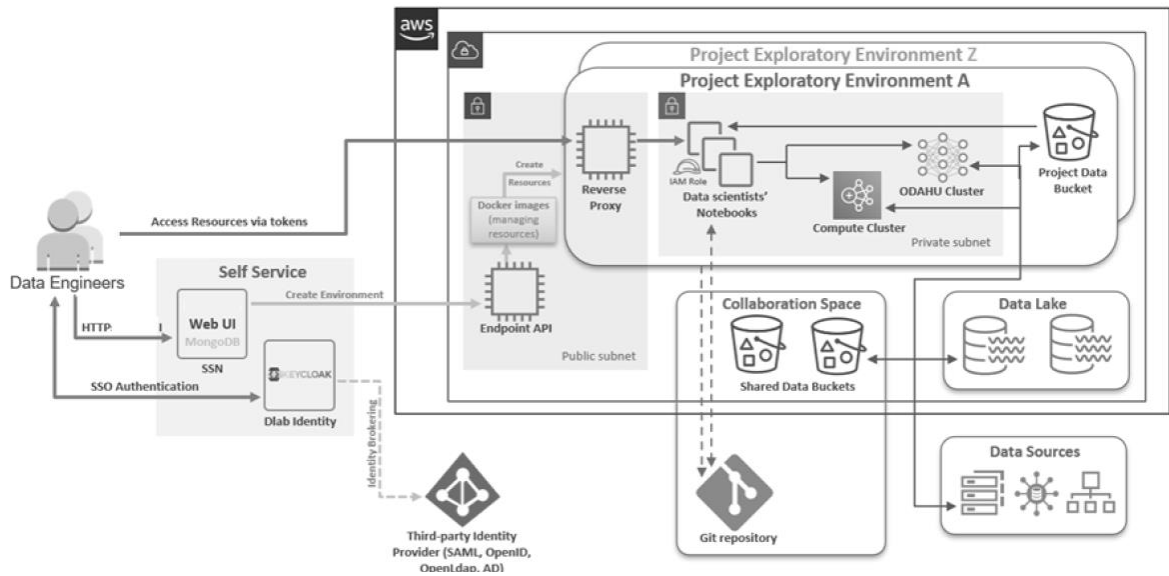 aws
Project Exploratory Environment Z
Project Exploratory Environment A
Create
Resources
Docker images
(managing
resources)
Reverse
Proxy
IAM Role
Data scientists'
Notebooks
ODAHU Cluster
Compute Cluster
Private subnet
Project Data
Bucket
Access Resources via tokens
Data Engineers
Self Service
Create Environment
Endpoint API
Public subnet
HTTP:
Web UI
MongoDB
SSN
SSO Authentication
KEYCLOAK
Dlab Identity
Identity Brokering
Third-party Identity
Provider (SAML, OpenID,
OpenLdap, AD)
Collaboration Space
Shared Data Buckets
Git repository
Data Lake
Data Sources